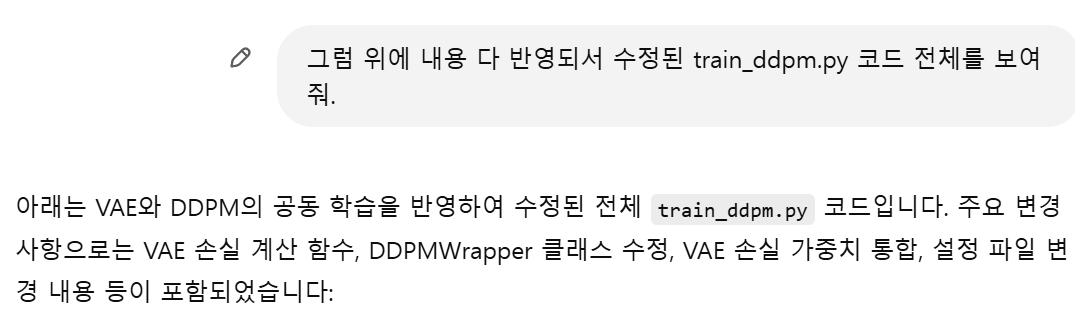 그럼 위에 내용 다 반영되서 수정된 train_ddpm.py 코드 전체를 보여
줘.
아래는 VAE와 DDPM의 공동 학습을 반영하여 수정된 전체 train_ddpm.py 코드입니다. 주요 변경
사항으로는 VAE 손실 계산 함수, DDPMWrapper 클래스 수정, VAE 손실 가중치 통합, 설정 파일 변
경 내용 등이 포함되었습니다: